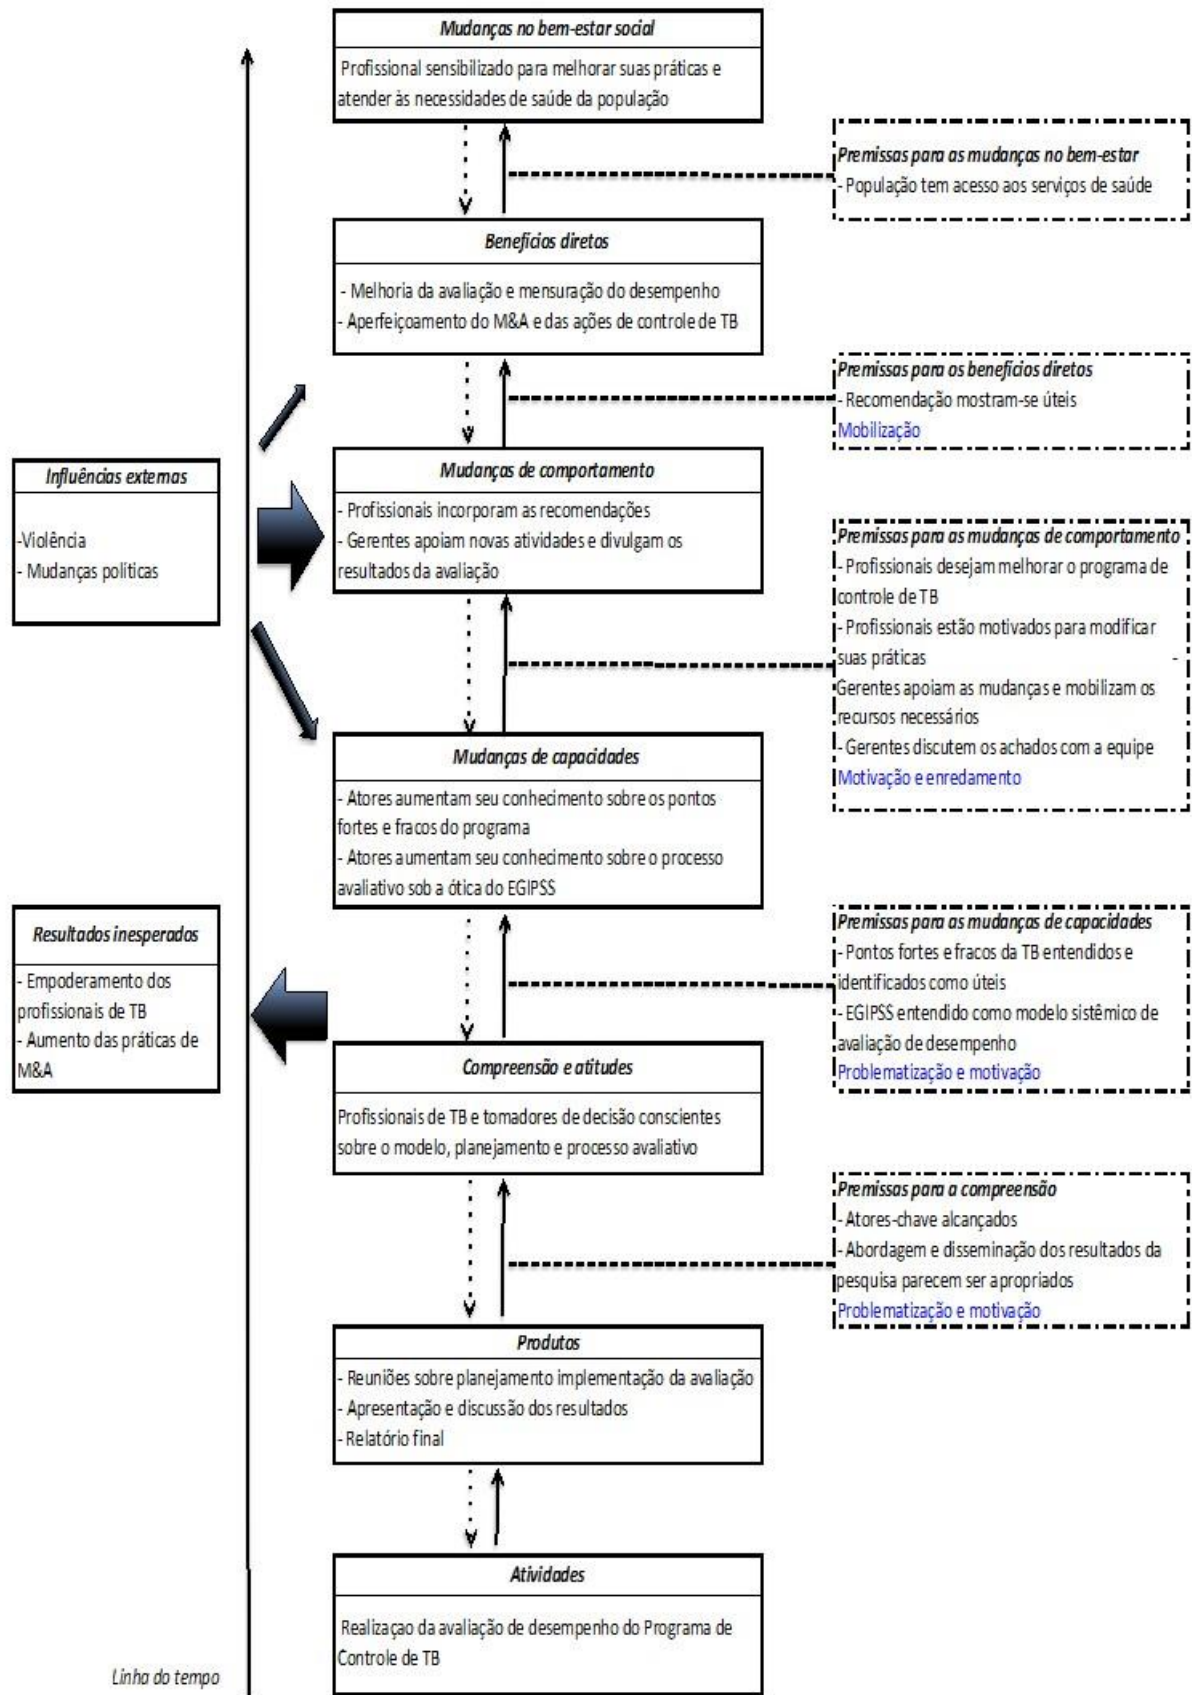 Mudanças no bem-estar social
Profissional sensibilizado para melhorar suas práticas e
atender às necessidades de saúde da população
Premissas para as mudanças no bem-estar
- População tem acesso aos serviços de saúde
Benefícios diretos
- Melhoria da avaliação e mensuração do desempenho
- Aperfeiçoamento do M&A e das ações de controle de TB
Premissas para os benefícios diretos
- Recomendação mostram-se úteis
Mobilização
Influências externas
-Violência
- Mudanças políticas
Mudanças de comportamento
- Profissionais incorporam as recomendações
- Gerentes apoiam novas atividades e divulgam os
resultados da avaliação
Premissas para as mudanças de comportamento
- Profissionais desejam melhorar o programa de
controle de TB
- Profissionais estão motivados para modificar
suas práticas -
Gerentes apoiam as mudanças e mobilizam os
recursos necessários
- Gerentes discutem os achados com a equipe
Motivação e enredamento
Mudanças de capacidades
- Atores aumentam seu conhecimento sobre os pontos
fortes e fracos do programa
- Atores aumentam seu conhecimento sobre o processo
avaliativo sob a ótica do EGIPSS
Premissas para as mudanças de capacidades
- Pontos fortes e fracos da TB entendidos e
identificados como úteis
- EGIPSS entendido como modelo sistêmico de
avaliação de desempenho
Problematização e motivação
Resultados inesperados
- Empoderamento dos
profissionais de TB
- Aumento das práticas de
M&A
Compreensão e atitudes
Profissionais de TB e tomadores de decisão conscientes
sobre o modelo, planejamento e processo avaliativo
Premissas para a compreensão
- Atores-chave alcançados
- Abordagem e disseminação dos resultados da
pesquisa parecem ser apropriados
Problematização e motivação
Produtos
- Reuniões sobre planejamento implementação da avaliação
- Apresentação e discussão dos resultados
- Relatório final
Atividades
Realizaçao da avaliação de desempenho do Programa de
Controle de TB
Linha do tempo